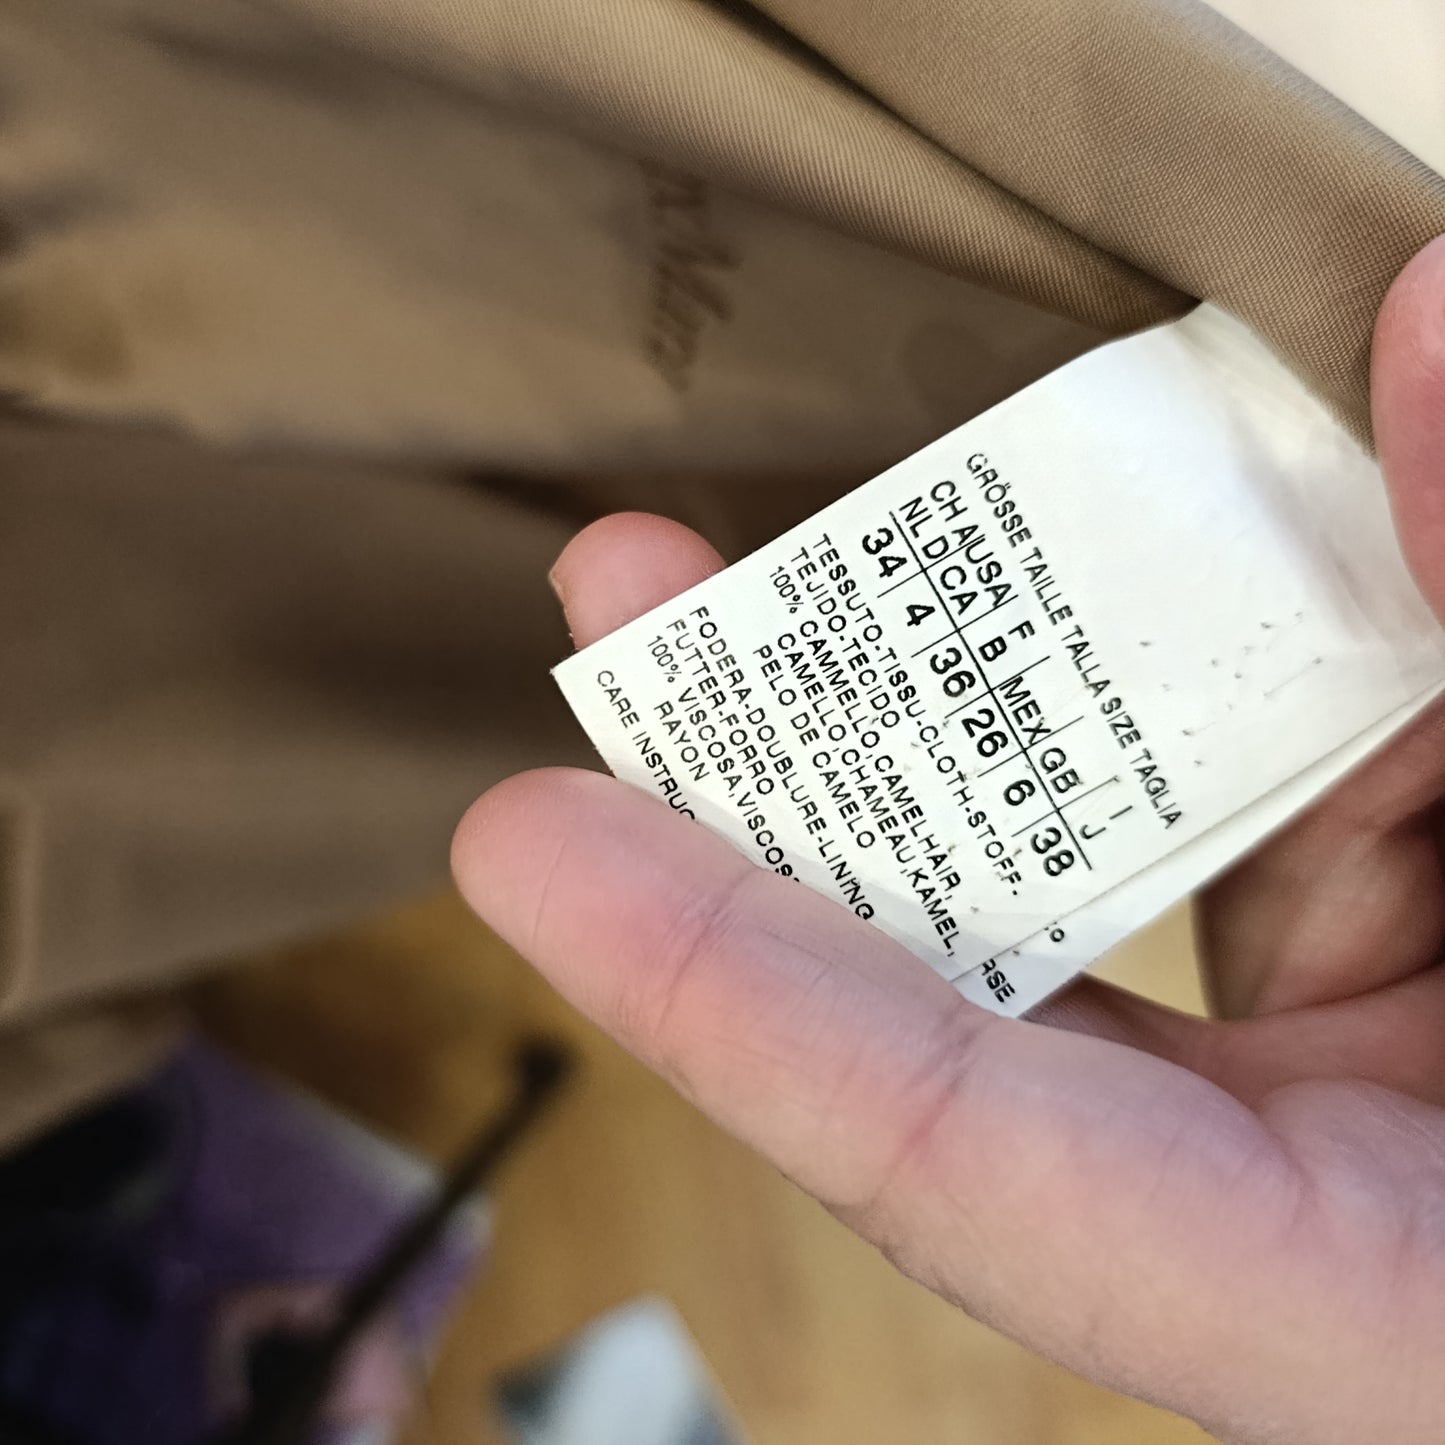 GRÖSSE TAILLE TALLA SIZE TAGLIA
CH A USA F MEX GB I
NL D CA B J
34 4 36 26 6 38
TESSUTO-TISSU-CLOTH-STOFF-
TEJIDO-TECIDO
100% CAMMELLO,CAMELHAIR,
CAMELLO,CHAMEAU,KAMEL,
PELO DE CAMELO
FODERA-DOUBLURE-LINING
FUTTER-FORRO
100% VISCOSA,VISCOS
RAYON
CARE INSTRUC
RSE